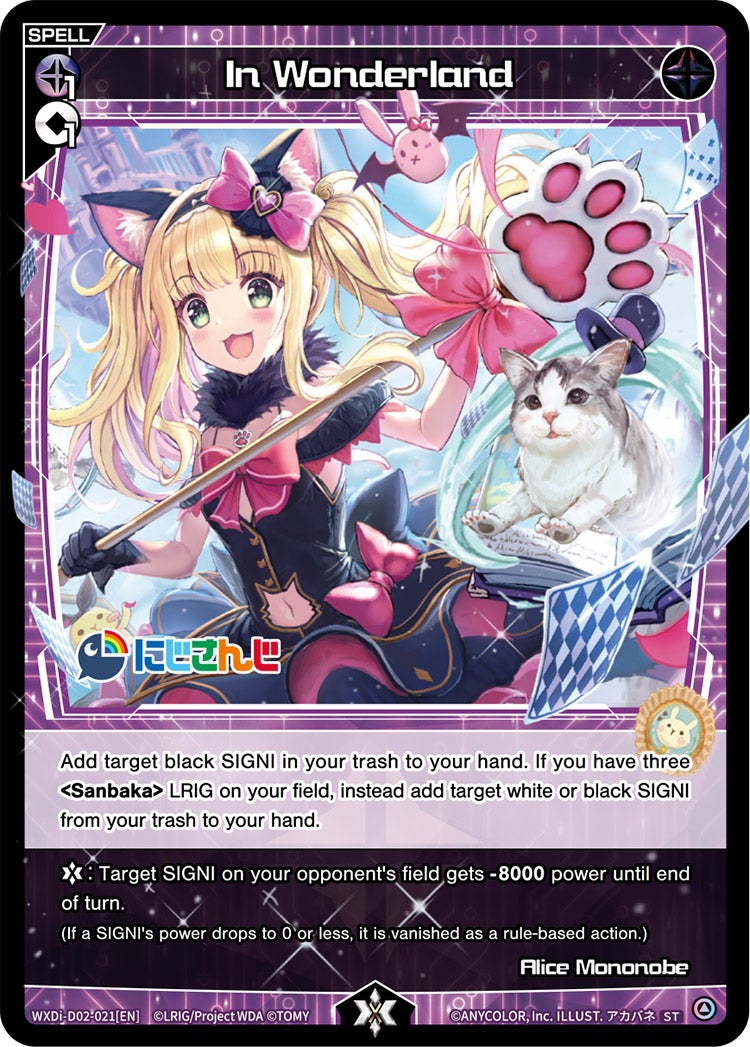 SPELL
In Wonderland
1
1
にじさんじ
Add target black SIGNI in your trash to your hand. If you have three
<Sanbaka> LRIG on your field, instead add target white or black SIGNI
from your trash to your hand.
: Target SIGNI on your opponent's field gets -8000 power until end
of turn.
(If a SIGNI's power drops to 0 or less, it is vanished as a rule-based action.)
Alice Mononobe
WXDi-D02-021[EN] ©LRIG/Project WDA ©TOMY ©ANYCOLOR, Inc. ILLUST. アカバネ ST